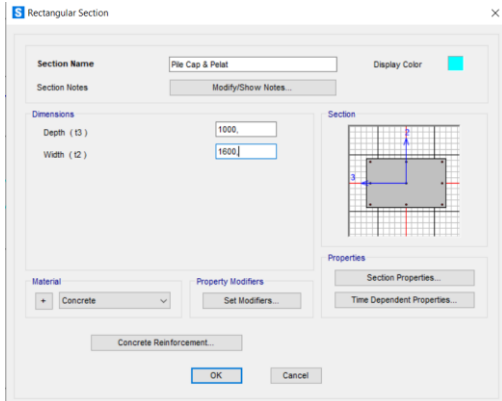 S Rectangular Section
Section Name Pile Cap & Pelat Display Color
Section Notes Modify/Show Notes...
Dimensions Section
Depth ( t3 ) 1000,
Width ( t2 ) 1600,
2
3
Properties
Section Properties...
Time Dependent Properties...
Material Property Modifiers
+ Concrete Set Modifiers...
Concrete Reinforcement...
OK Cancel